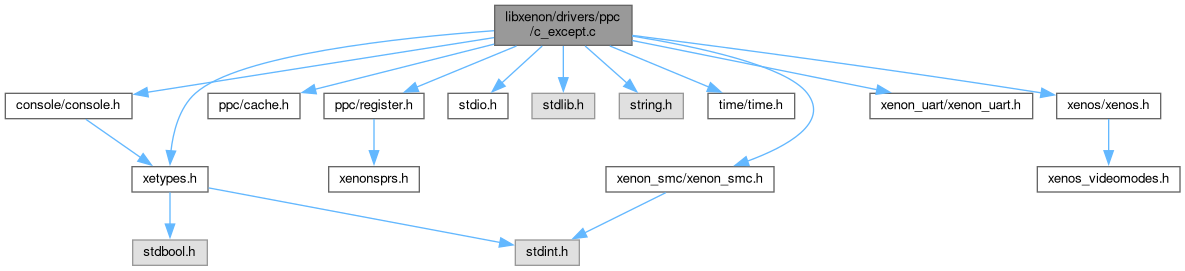 libxenon/drivers/ppc
/c_except.c
console/console.h
ppc/cache.h
ppc/register.h
stdio.h
stdlib.h
string.h
time/time.h
xenon_uart/xenon_uart.h
xenos/xenos.h
xetypes.h
xenonsprs.h
xenon_smc/xenon_smc.h
xenos_videomodes.h
stdbool.h
stdint.h